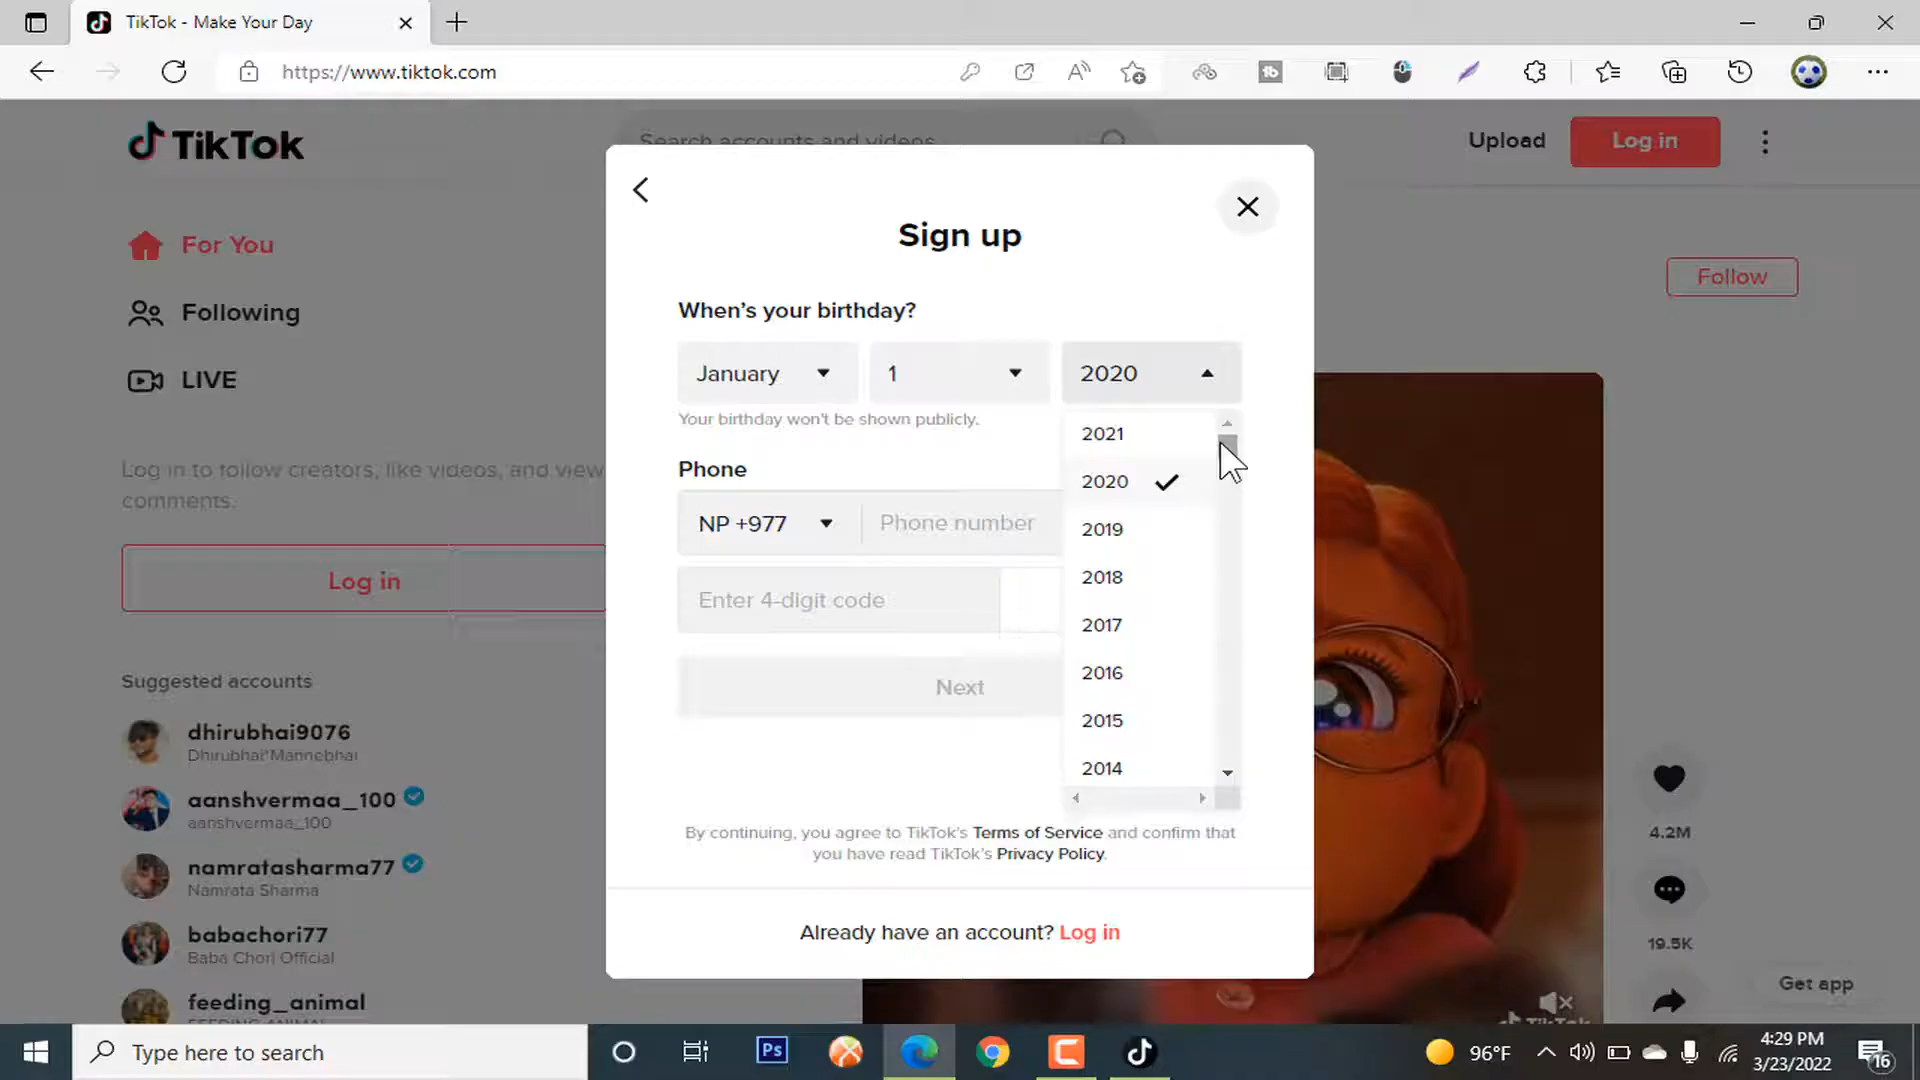 TikTok - Make Your Day
https://www.tiktok.com
TikTok
Search accounts and videos
Upload
Log in
For You
Following
LIVE
Follow
Log in to follow creators, like videos, and view
comments.
Log in
Suggested accounts
dhirubhai9076
Dhirubhai*Mannebhai
aanshvermaa_100
aanshvermaa_100
namratasharma77
Namrata Sharma
babachori77
Baba Chori Official
feeding_animal
FEEDING ANIMAL
Sign up
When's your birthday?
January
1
2020
Your birthday won't be shown publicly.
2021
2020
2019
2018
2017
2016
2015
2014
Phone
NP +977
Phone number
Enter 4-digit code
Next
By continuing, you agree to TikTok's Terms of Service and confirm that
you have read TikTok's Privacy Policy.
Already have an account? Log in
4.2M
19.5K
Get app
TikTok
Type here to search
Ps
96°F
4:29 PM
3/23/2022
16